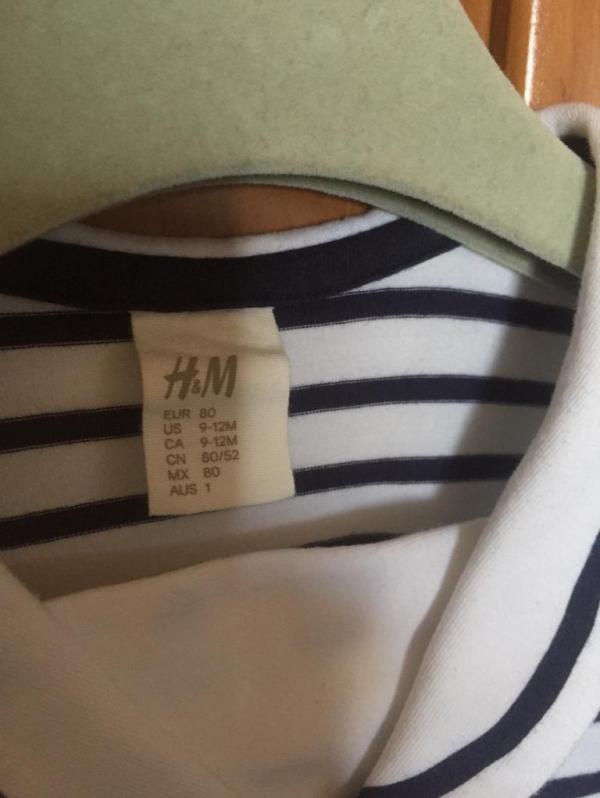 H&M
EUR 80
US 9-12M
CA 9-12M
CN 80/52
MX 80
AUS 1